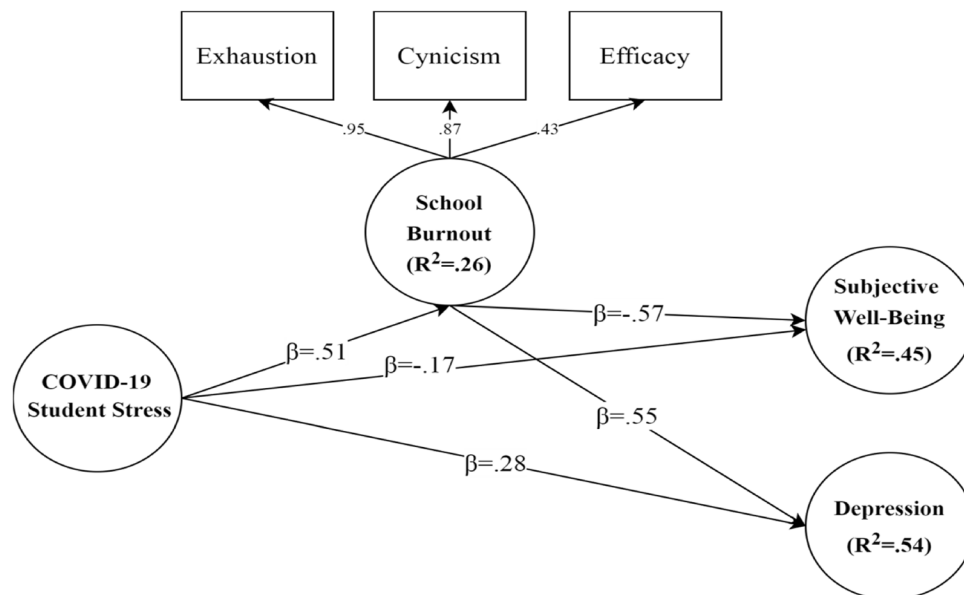 Exhaustion
Cynicism
Efficacy
.95
.87
.43
School
Burnout
(R²=.26)
β=-.57
Subjective
Well-Being
(R²=.45)
β=.51
β=-.17
COVID-19
Student Stress
β=.55
β=.28
Depression
(R²=.54)